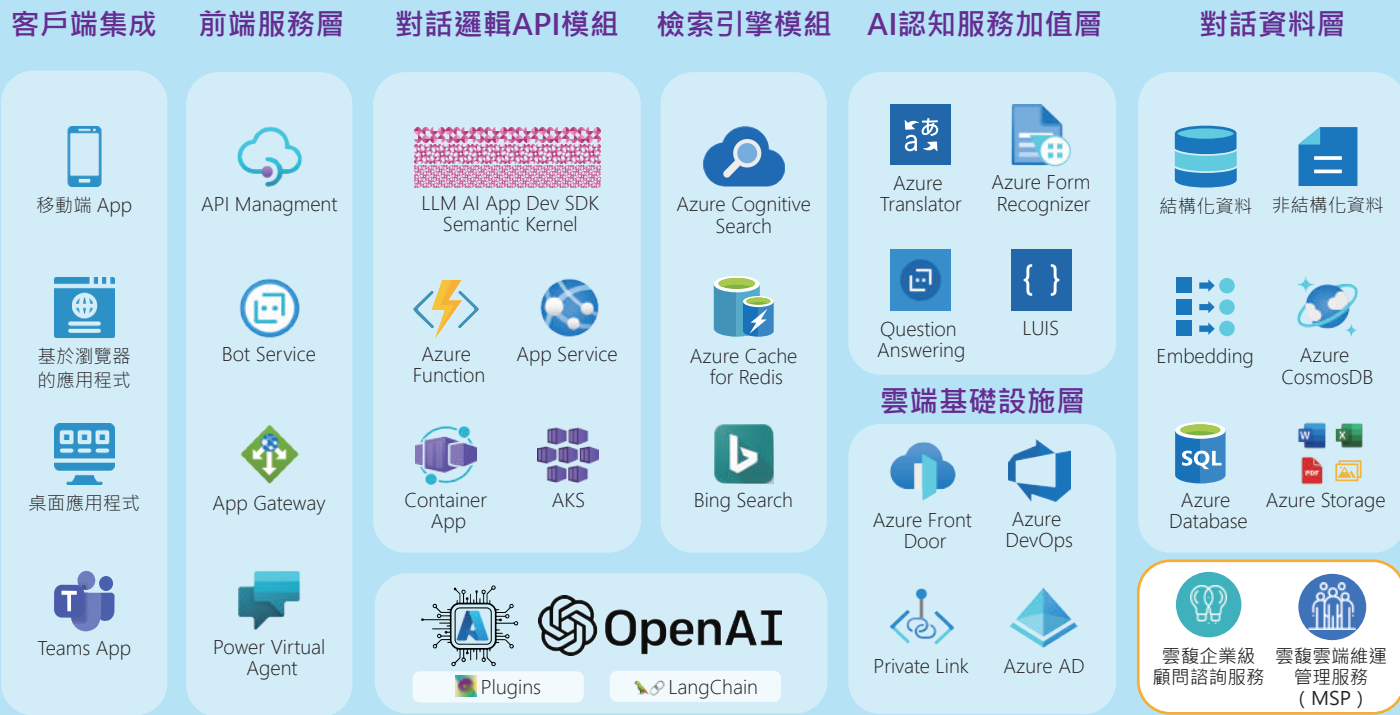 客戶端集成
移動端 App
基於瀏覽器
的應用程式
桌面應用程式
T
Teams App
前端服務層
API Managment
Bot Service
App Gateway
Power Virtual
Agent
對話邏輯API模組
LLM AI App Dev SDK
Semantic Kernel
Azure
Function
App Service
Container
App
AKS
檢索引擎模組
Azure Cognitive
Search
Azure Cache
for Redis
Bing Search
OpenAI
Plugins
LangChain
AI認知服務加值層
あ
a
Azure
Translator
Azure Form
Recognizer
Question
Answering
{ }
LUIS
雲端基礎設施層
Azure Front
Door
Azure
DevOps
Private Link
Azure AD
對話資料層
結構化資料
非結構化資料
Embedding
Azure
CosmosDB
SQL
Azure
Database
W
X
PDF
Azure Storage
雲馥企業級
顧問諮詢服務
雲馥雲端維運
管理服務
( MSP )